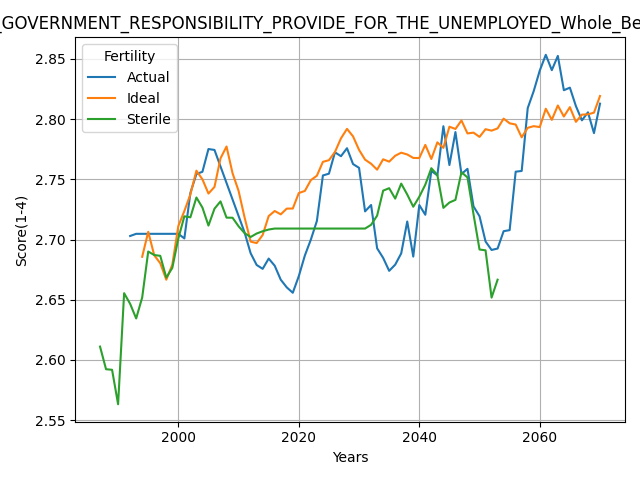 _GOVERNMENT_RESPONSIBILITY_PROVIDE_FOR_THE_UNEMPLOYED_Whole_Be
Fertility
Actual
Ideal
Sterile
2.85
2.80
2.75
2.70
2.65
2.60
2.55
Score(1-4)
2000 2020 2040 2060
Years